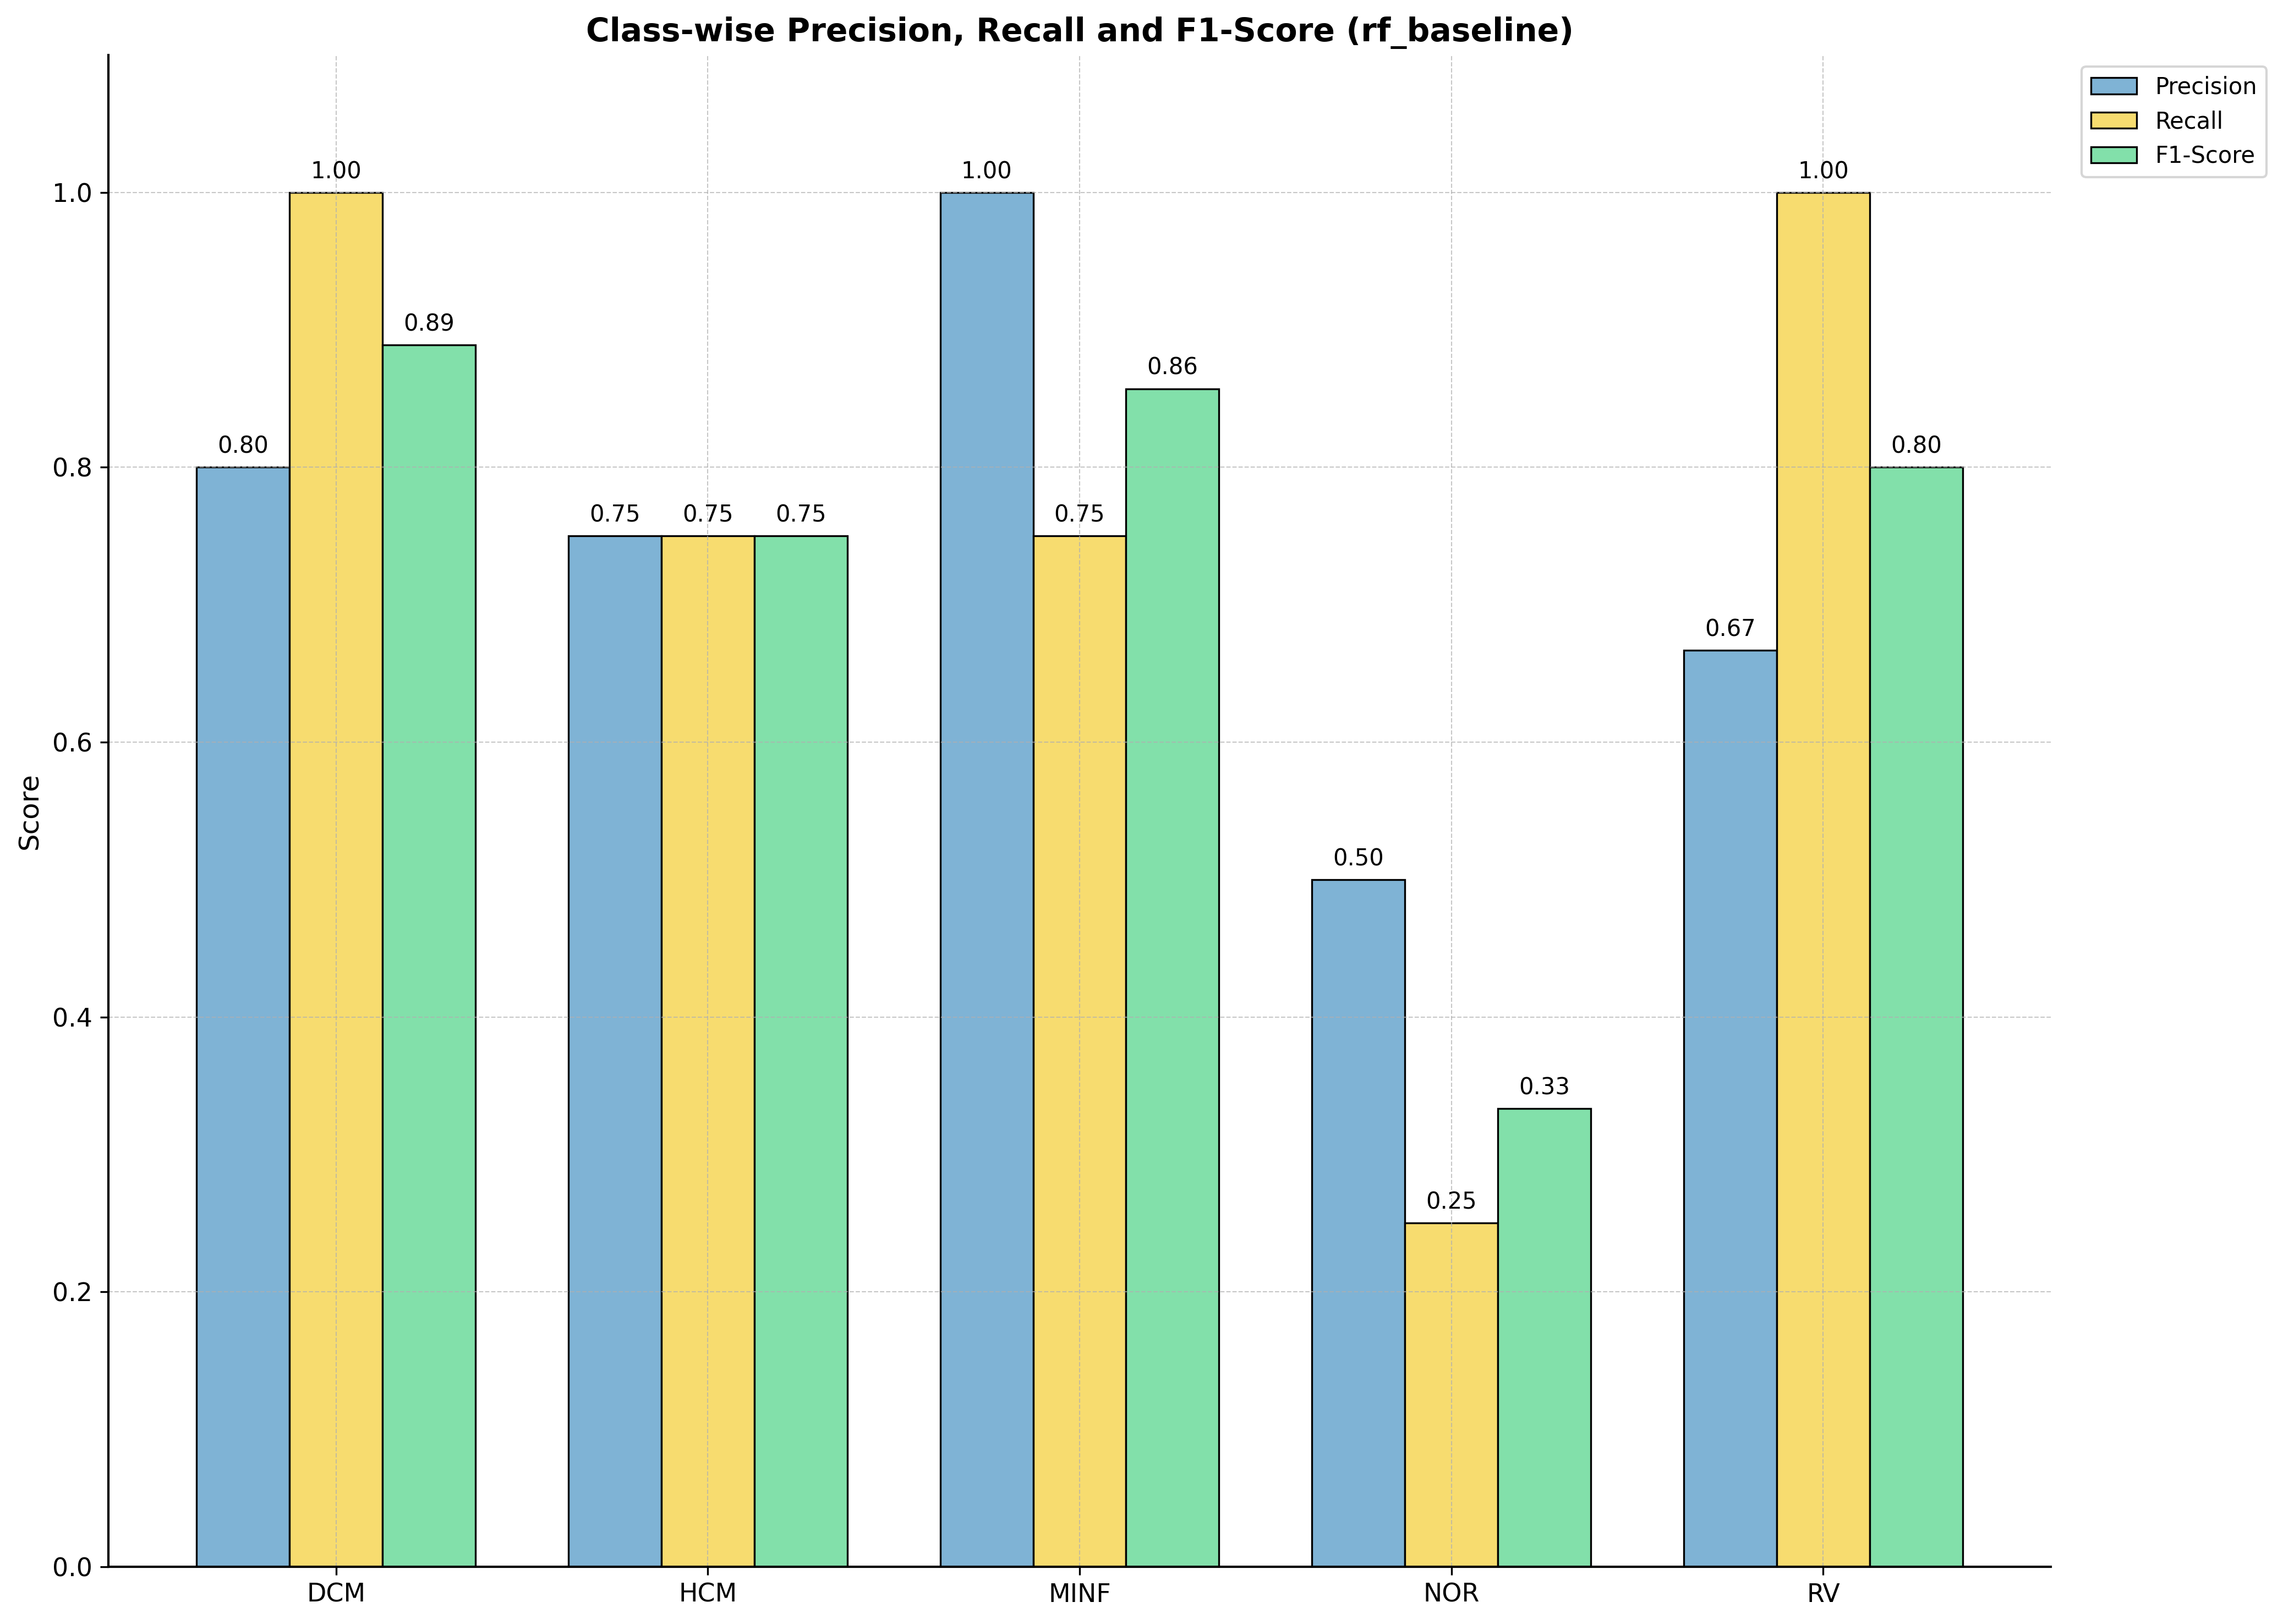 Class-wise Precision, Recall and F1-Score (rf_baseline)
Precision
Recall
F1-Score
Score
1.0
0.8
0.6
0.4
0.2
0.0
0.80
1.00
0.89
0.75
0.75
0.75
1.00
0.75
0.86
0.50
0.25
0.33
0.67
1.00
0.80
DCM
HCM
MINF
NOR
RV